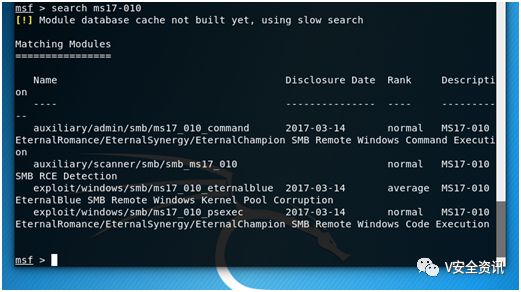 msf > search ms17-010
[!] Module database cache not built yet, using slow search
Matching Modules
================
Name Disclosure Date Rank Descripti
on
---- --------------- ---- ---------
--
auxiliary/admin/smb/ms17_010_command 2017-03-14 normal MS17-010
EternalRomance/EternalSynergy/EternalChampion SMB Remote Windows Command Executi
on
auxiliary/scanner/smb/smb_ms17_010 normal MS17-010
SMB RCE Detection
exploit/windows/smb/ms17_010_eternalblue 2017-03-14 average MS17-010
EternalBlue SMB Remote Windows Kernel Pool Corruption
exploit/windows/smb/ms17_010_psexec 2017-03-14 normal MS17-010
EternalRomance/EternalSynergy/EternalChampion SMB Remote Windows Code Execution
msf >
V安全资讯